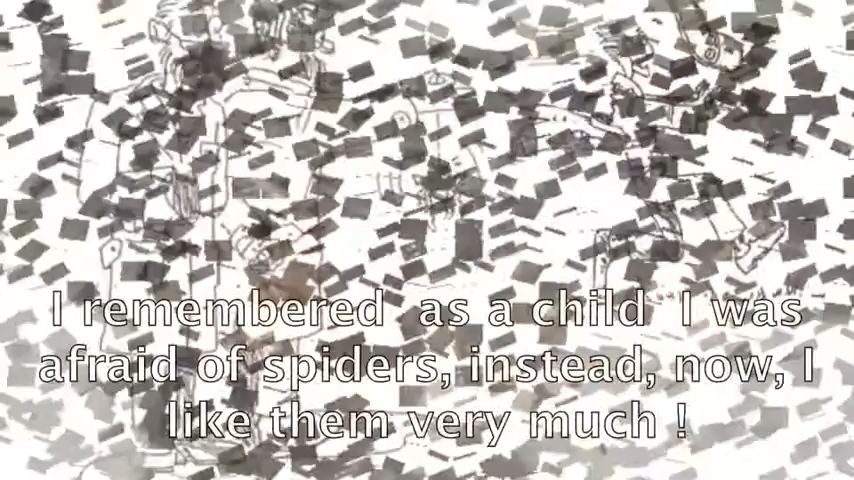 I remembered as a child I was
afraid of spiders, instead, now, I
like them very much !